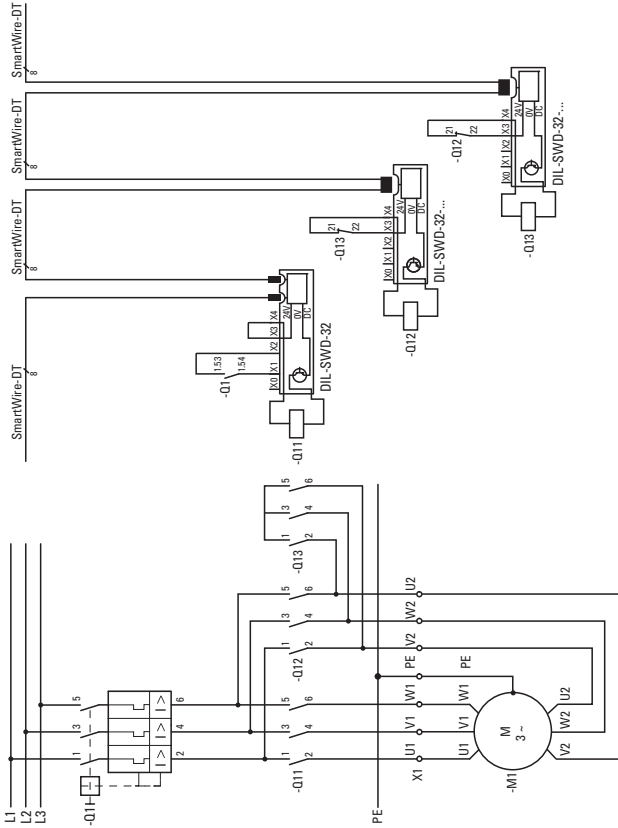 SmartWire-DT
8
SmartWire-DT
8
SmartWire-DT
8
SmartWire-DT
8
-Q1
1.53
1.54
X0
X1
X2
X3
X4
24V
0V
DC
DIL-SWD-32
-Q11
-Q13
21
22
X0
X1
X2
X3
X4
24V
0V
DC
DIL-SWD-32-...
-Q12
-Q12
21
22
X0
X1
X2
X3
X4
24V
0V
DC
DIL-SWD-32-...
-Q13
L1
L2
L3
-Q1
1
3
5
I>
I>
I>
2
4
6
-Q11
1
2
3
4
5
6
-Q12
1
2
3
4
5
6
-Q13
1
2
3
4
5
6
PE
X1
U1
V1
W1
PE
V2
W2
U2
U1
V1
W1
PE
-M1
M
3 ~
V2
W2
U2